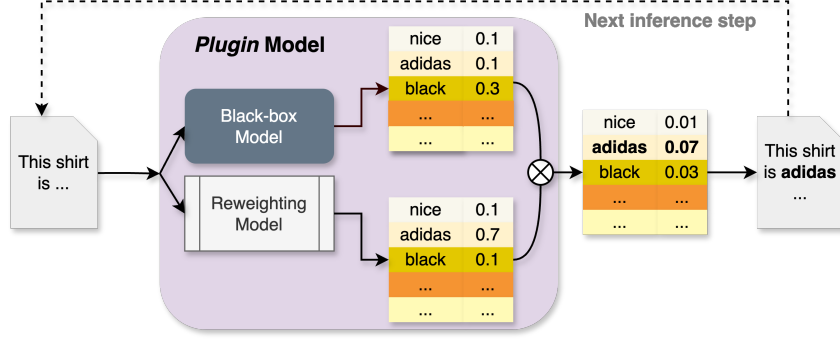 Next inference step
Plugin Model
This shirt
is ...
Black-box
Model
Reweighting
Model
nice 0.1
adidas 0.1
black 0.3
... ...
... ...
nice 0.1
adidas 0.7
black 0.1
... ...
... ...
nice 0.01
adidas 0.07
black 0.03
... ...
... ...
This shirt
is adidas
...